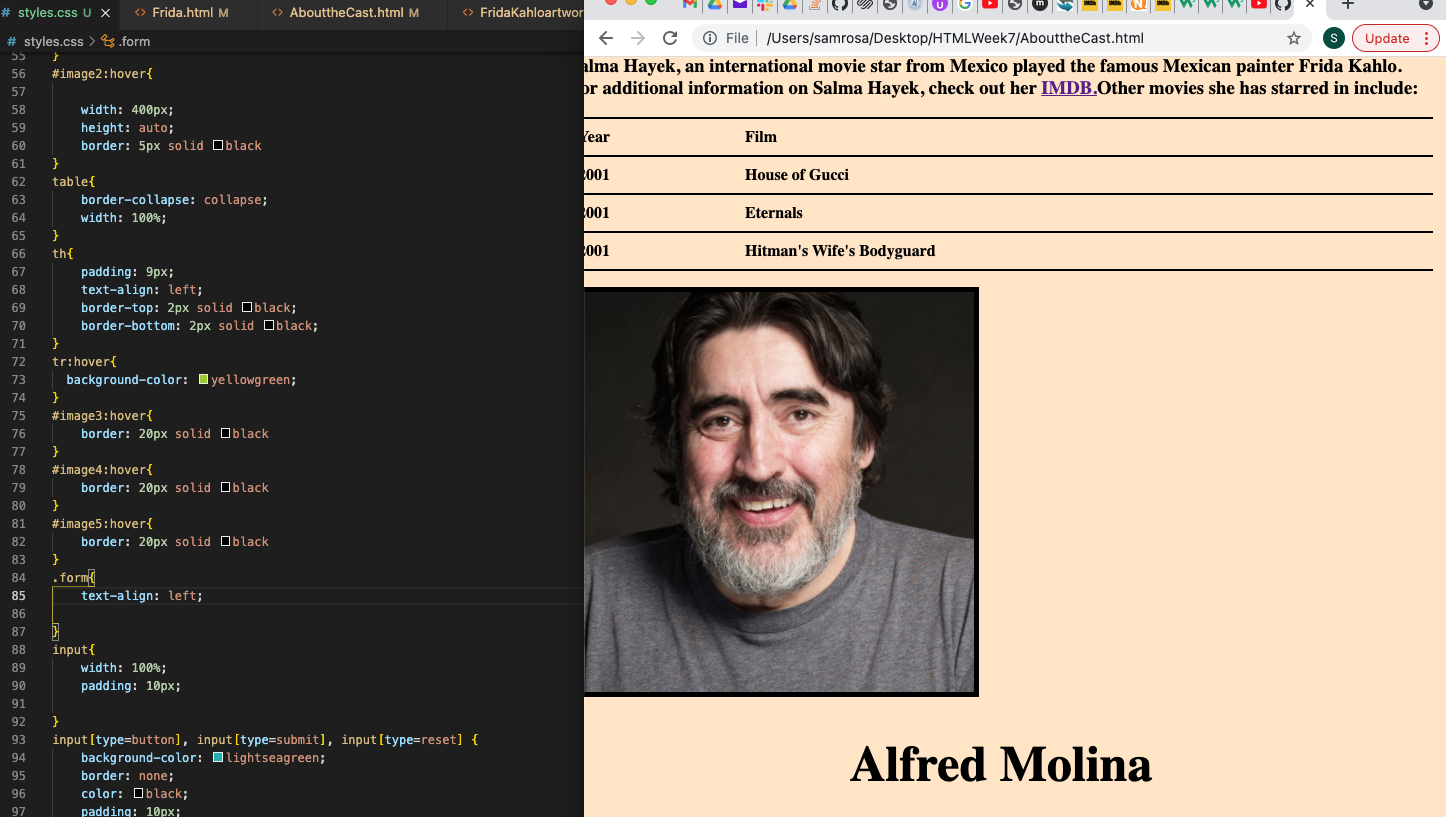 # styles.css U × <> Frida.html M <> AbouttheCast.html M <> FridaKahloartwor
# styles.css > .form
55 }
56 #image2:hover{
57
58 width: 400px;
59 height: auto;
60 border: 5px solid black
61 }
62 table{
63 border-collapse: collapse;
64 width: 100%;
65 }
66 th{
67 padding: 9px;
68 text-align: left;
69 border-top: 2px solid black;
70 border-bottom: 2px solid black;
71 }
72 tr:hover{
73 background-color: yellowgreen;
74 }
75 #image3:hover{
76 border: 20px solid black
77 }
78 #image4:hover{
79 border: 20px solid black
80 }
81 #image5:hover{
82 border: 20px solid black
83 }
84 .form{
85 text-align: left;
86
87 }
88 input{
89 width: 100%;
90 padding: 10px;
91
92 }
93 input[type=button], input[type=submit], input[type=reset] {
94 background-color: lightseagreen;
95 border: none;
96 color: black;
97 padding: 10px;
File | /Users/samrosa/Desktop/HTMLWeek7/AbouttheCast.html
S Update
alma Hayek, an international movie star from Mexico played the famous Mexican painter Frida Kahlo.
or additional information on Salma Hayek, check out her IMDB.Other movies she has starred in include:
Year Film
2001 House of Gucci
2001 Eternals
2001 Hitman's Wife's Bodyguard
Alfred Molina